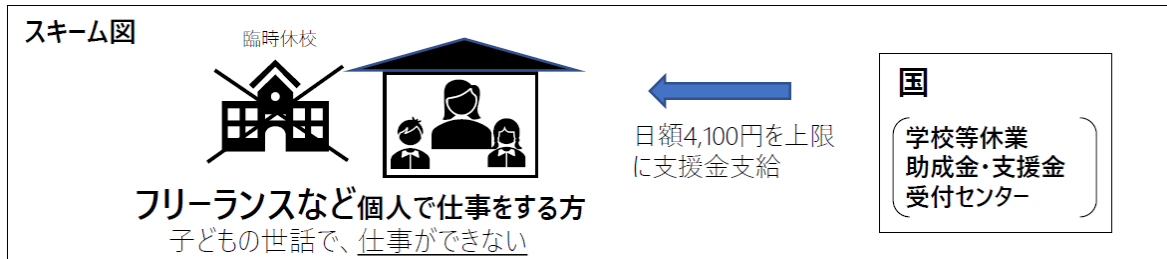 スキーム図
臨時休校
フリーランスなど個人で仕事をする方
子どもの世話で、仕事ができない
日額4,100円を上限
に支援金支給
国
学校等休業
助成金・支援金
受付センター